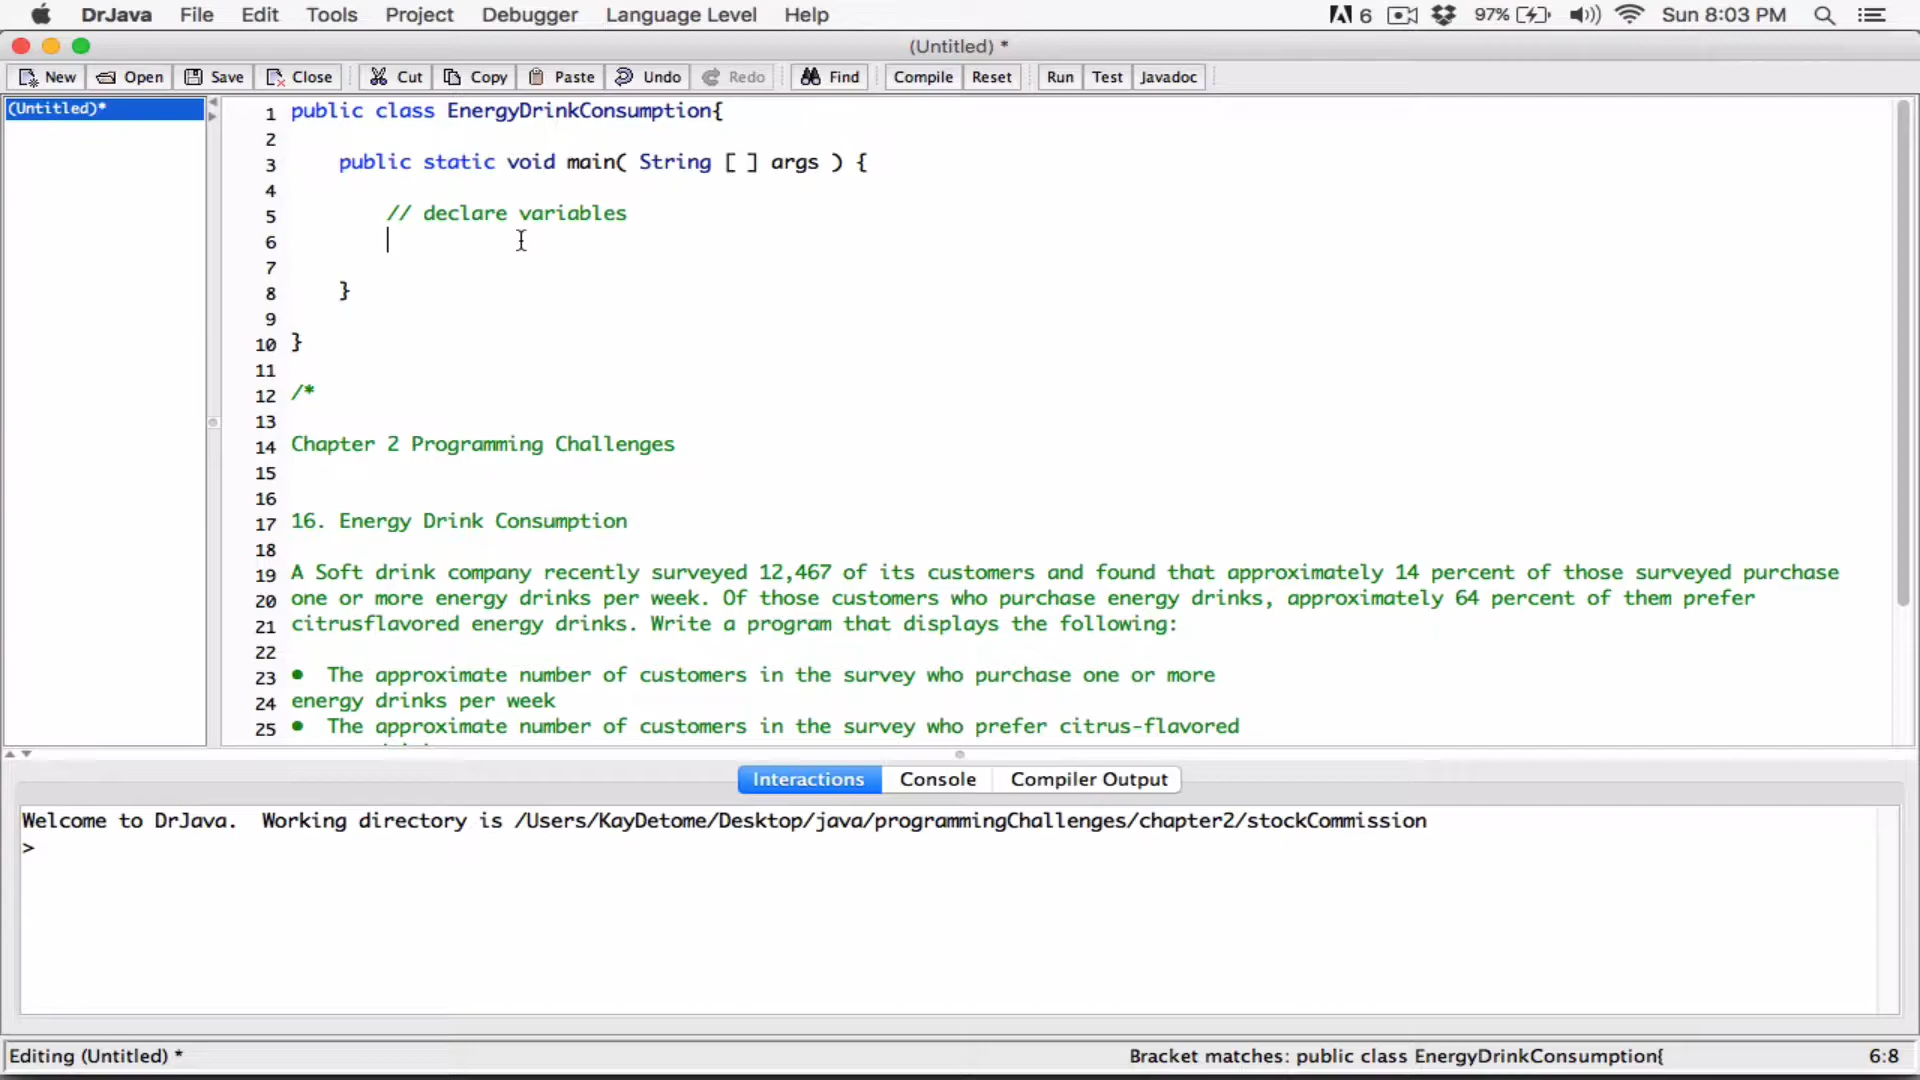 DrJava File Edit Tools Project Debugger Language Level Help 6 97% Sun 8:03 PM
(Untitled) *
New Open Save Close Cut Copy Paste Undo Redo Find Compile Reset Run Test Javadoc
(Untitled)*
1 public class EnergyDrinkConsumption{
2
3 public static void main( String [ ] args ) {
4
5 // declare variables
6
7
8 }
9
10 }
11
12 /*
13
14 Chapter 2 Programming Challenges
15
16
17 16. Energy Drink Consumption
18
19 A Soft drink company recently surveyed 12,467 of its customers and found that approximately 14 percent of those surveyed purchase
20 one or more energy drinks per week. Of those customers who purchase energy drinks, approximately 64 percent of them prefer
21 citrusflavored energy drinks. Write a program that displays the following:
22
23 • The approximate number of customers in the survey who purchase one or more
24 energy drinks per week
25 • The approximate number of customers in the survey who prefer citrus-flavored
Interactions Console Compiler Output
Welcome to DrJava. Working directory is /Users/KayDetome/Desktop/java/programmingChallenges/chapter2/stockCommission
>
Editing (Untitled) * Bracket matches: public class EnergyDrinkConsumption{ 6:8